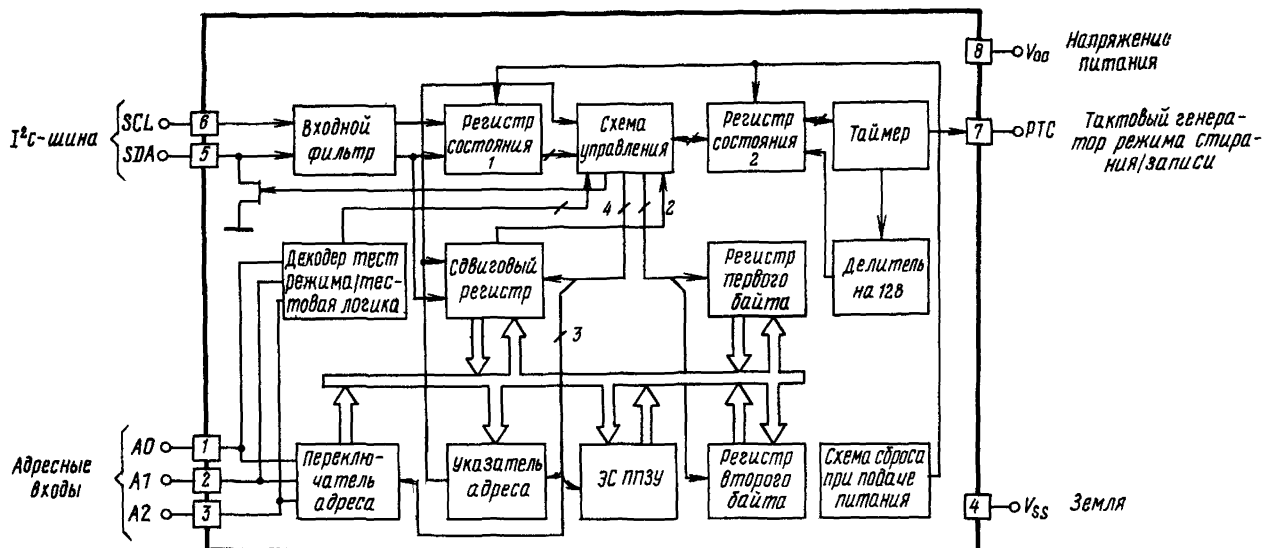 8
V00
Напряжение
питания
I²C-шина
SCL
6
SDA
5
Входной
фильтр
Регистр
состояния
1
Схема
управления
Регистр
состояния
2
Таймер
7
PTC
Тактовый генера-
тор режима стира-
ния/записи
4
2
Декодер тест
режима/тес-
товая логика
Сдвиговый
регистр
Регистр
первого
байта
Делитель
на 128
3
Адресные
входы
A0
1
A1
2
A2
3
Переклю-
чатель
адреса
Указатель
адреса
ЭС ППЗУ
Регистр
второго
байта
Схема сброса
при подаче
питания
4
VSS
Земля